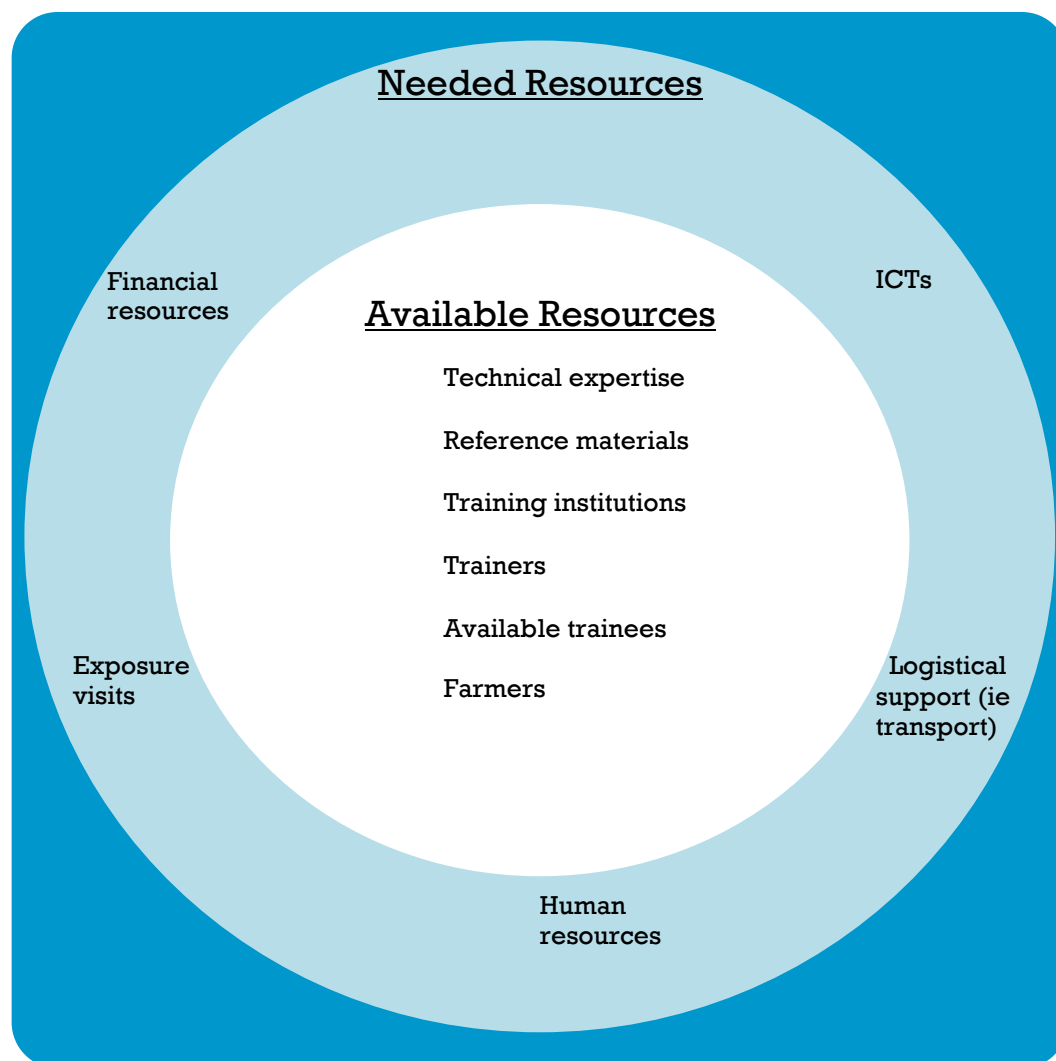 Needed Resources
Financial
resources
ICTs
Available Resources
Technical expertise
Reference materials
Training institutions
Trainers
Available trainees
Farmers
Exposure
visits
Logistical
support (ie
transport)
Human
resources